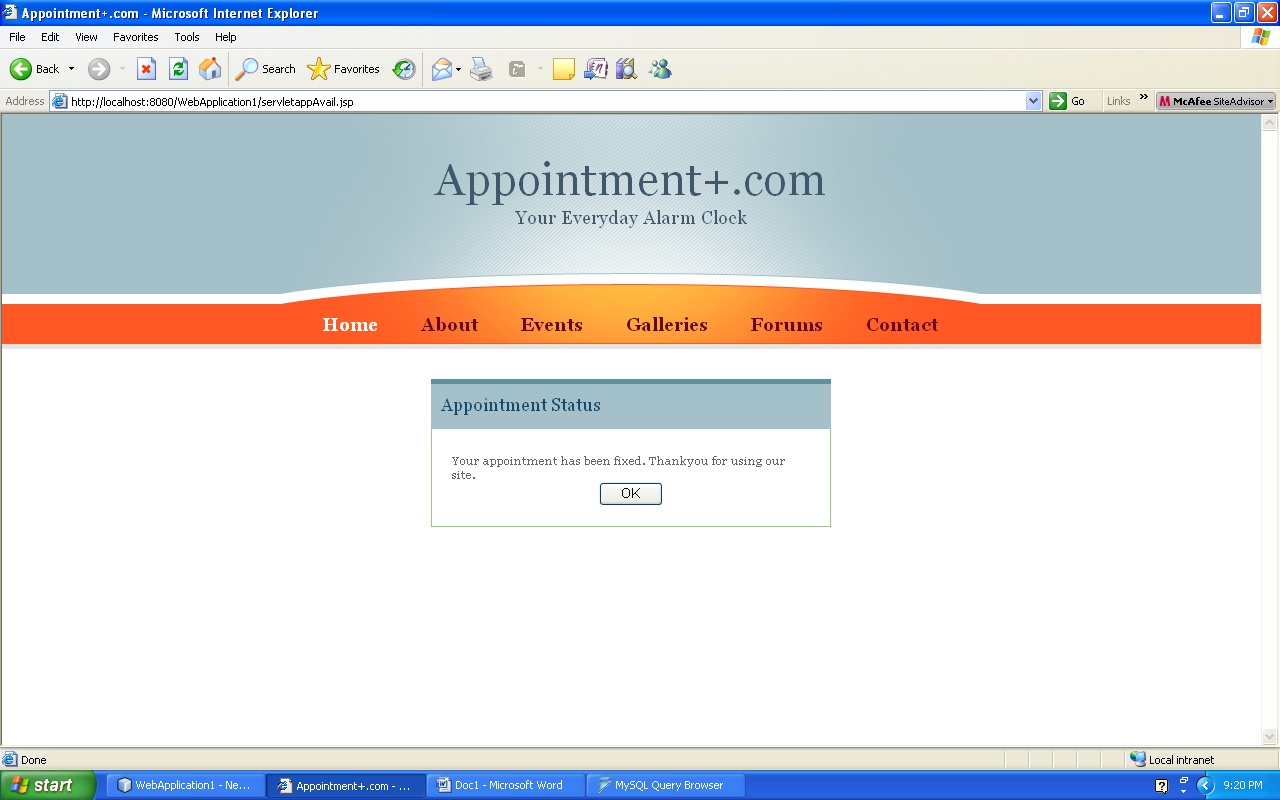 Appointment+.com - Microsoft Internet Explorer
File Edit View Favorites Tools Help
Back Search Favorites
Address http://localhost:8080/WebApplication1/servletappAvail.jsp Go Links » McAfee SiteAdvisor
Appointment+.com
Your Everyday Alarm Clock
Home About Events Galleries Forums Contact
Appointment Status
Your appointment has been fixed. Thankyou for using our
site.
OK
Done Local intranet
start WebApplication1 - Ne... Appointment+.com - ... Doc1 - Microsoft Word MySQL Query Browser 9:20 PM